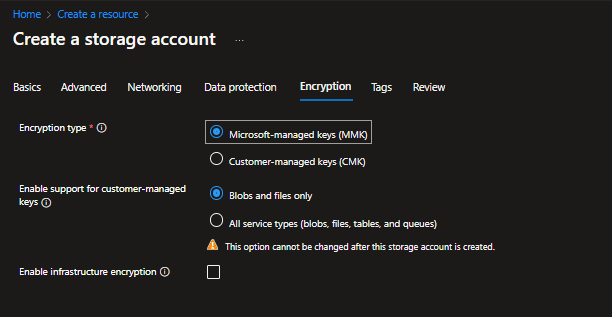 Home > Create a resource >
Create a storage account ...
Basics Advanced Networking Data protection Encryption Tags Review
Encryption type *
Microsoft-managed keys (MMK)
Customer-managed keys (CMK)
Enable support for customer-managed
keys
Blobs and files only
All service types (blobs, files, tables, and queues)
This option cannot be changed after this storage account is created.
Enable infrastructure encryption